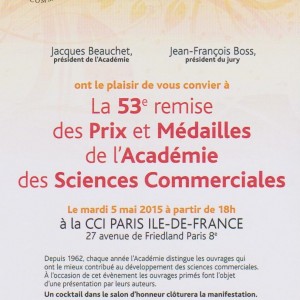 COMM
Jacques Beauchet,
président de l'Académie
Jean-François Boss,
président du jury
ont le plaisir de vous convier à
La 53e remise
des Prix et Médailles
de l'Académie
des Sciences Commerciales
Le mardi 5 mai 2015 à partir de 18h
à la CCI PARIS ILE-DE-FRANCE
27 avenue de Friedland Paris 8e
Depuis 1962, chaque année l'Académie distingue les ouvrages qui
ont le mieux contribué au développement des sciences commerciales.
À l'occasion de cet évènement les ouvrages primés font l'objet
d'une présentation par leurs auteurs.
Un cocktail dans le salon d'honneur clôturera la manifestation.